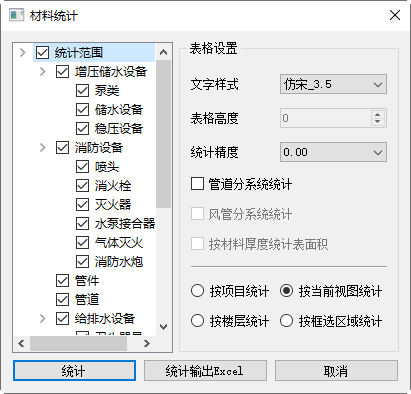 材料统计
统计范围
增压储水设备
泵类
储水设备
稳压设备
消防设备
喷头
消火栓
灭火器
水泵接合器
气体灭火
消防水炮
管件
管道
给排水设备
表格设置
文字样式 仿宋_3.5
表格高度 0
统计精度 0.00
管道分系统统计
风管分系统统计
按材料厚度统计表面积
按项目统计 按当前视图统计
按楼层统计 按框选区域统计
统计 统计输出Excel 取消